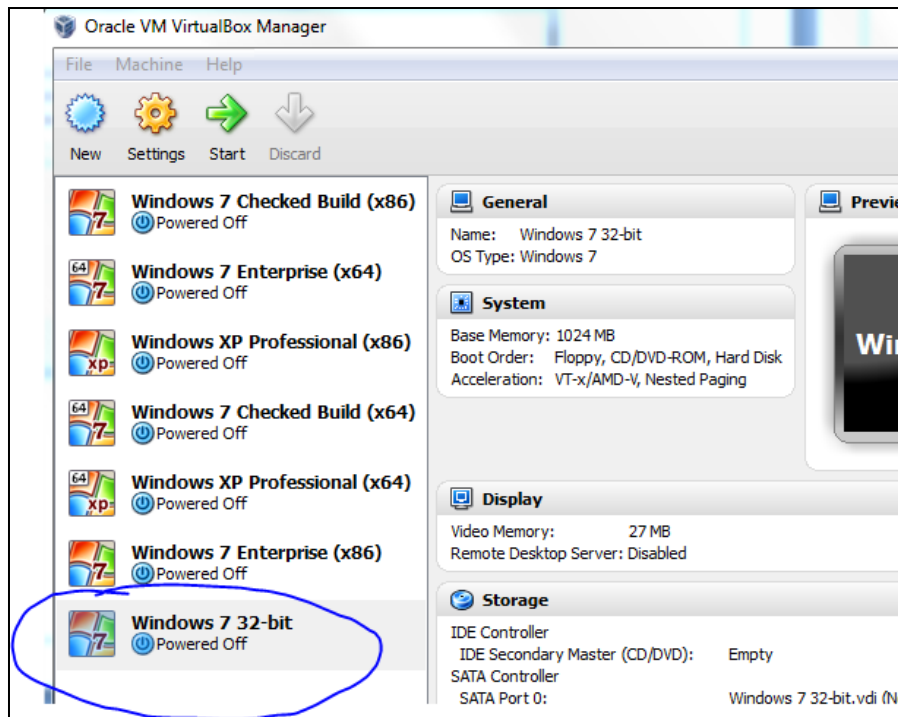 Oracle VM VirtualBox Manager
File Machine Help
New Settings Start Discard
Windows 7 Checked Build (x86)
Powered Off
64
Windows 7 Enterprise (x64)
Powered Off
Windows XP Professional (x86)
Powered Off
64
Windows 7 Checked Build (x64)
Powered Off
64
Windows XP Professional (x64)
Powered Off
Windows 7 Enterprise (x86)
Powered Off
Windows 7 32-bit
Powered Off
General
Name: Windows 7 32-bit
OS Type: Windows 7
System
Base Memory: 1024 MB
Boot Order: Floppy, CD/DVD-ROM, Hard Disk
Acceleration: VT-x/AMD-V, Nested Paging
Display
Video Memory: 27 MB
Remote Desktop Server: Disabled
Storage
IDE Controller
IDE Secondary Master (CD/DVD): Empty
SATA Controller
SATA Port 0: Windows 7 32-bit.vdi (N
Previe
Wi